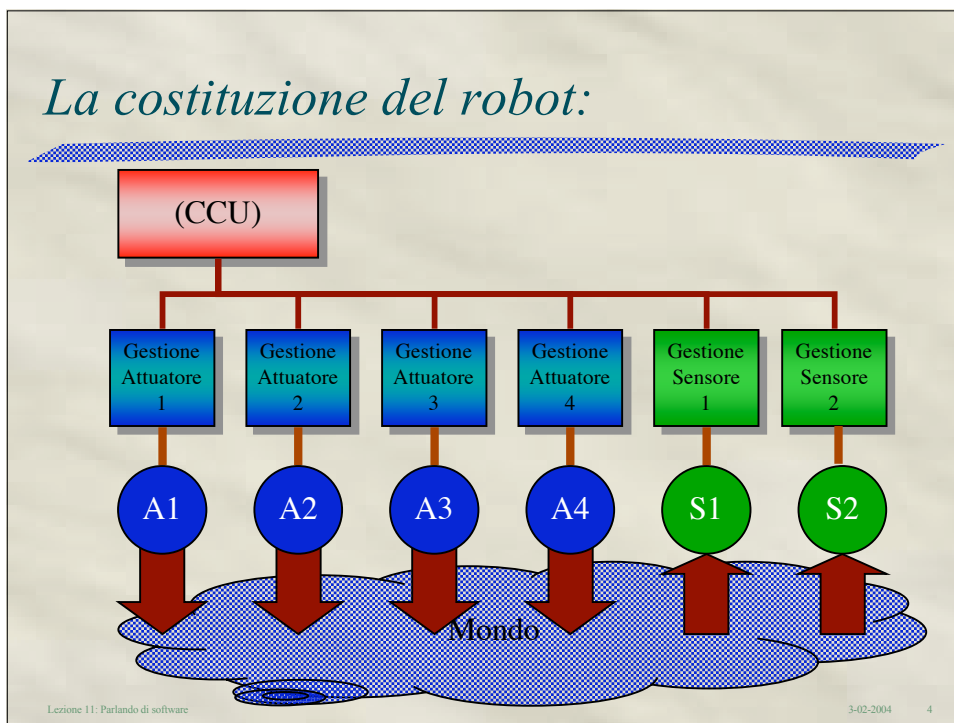 La costituzione del robot:
(CCU)
Gestione
Attuatore
1
Gestione
Attuatore
2
Gestione
Attuatore
3
Gestione
Attuatore
4
Gestione
Sensore
1
Gestione
Sensore
2
A1
A2
A3
A4
S1
S2
Mondo
Lezione 11: Parlando di software
3-02-2004
4